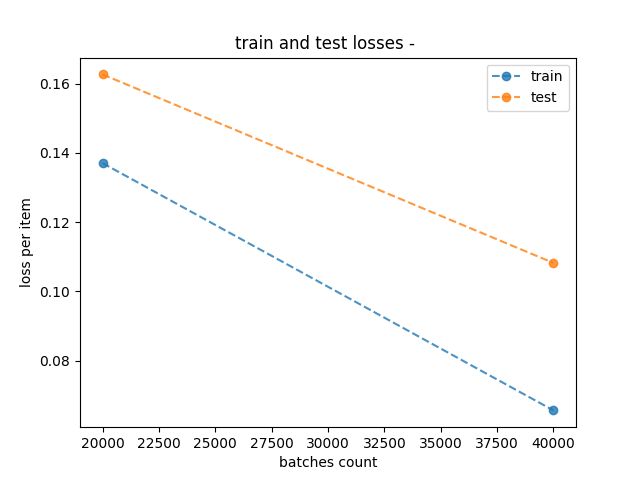 train and test losses -
train
test
0.16
0.14
0.12
0.10
0.08
loss per item
20000 22500 25000 27500 30000 32500 35000 37500 40000
batches count